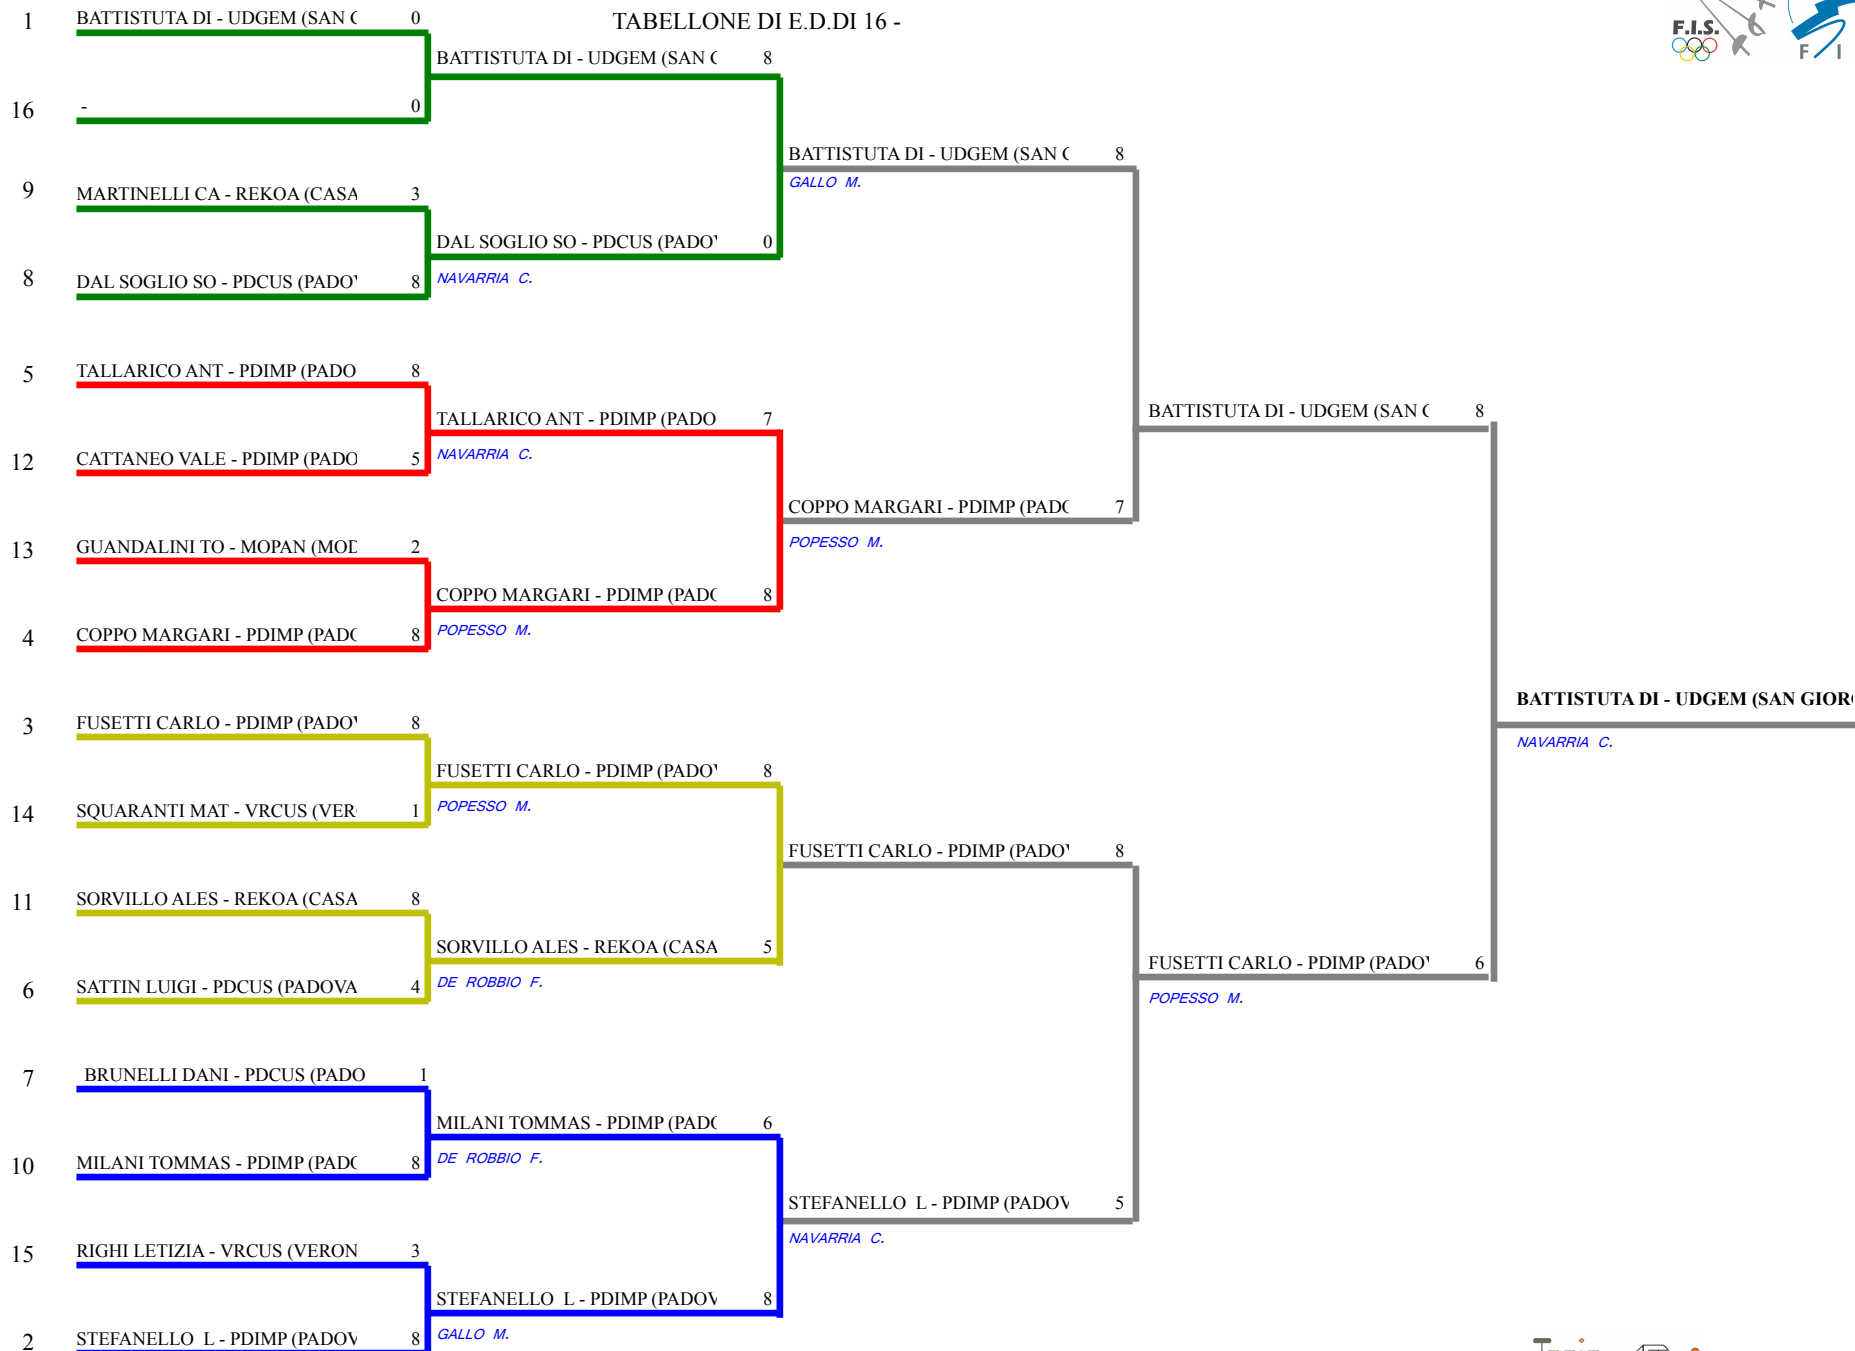 TABELLONE DI E.D.DI 16 -
F.I.S.
F I
1 BATTISTUTA DI - UDGEM (SAN 0
16 - 0
9 MARTINELLI CA - REKOA (CASA 3
8 DAL SOGLIO SO - PDCUS (PADO 8
5 TALLARICO ANT - PDIMP (PADO 8
12 CATTANEO VALE - PDIMP (PADO 5
13 GUANDALINI TO - MOPAN (MOD 2
4 COPPO MARGARI - PDIMP (PADO 8
3 FUSETTI CARLO - PDIMP (PADO 8
14 SQUARANTI MAT - VRCUS (VER 1
11 SORVILLO ALES - REKOA (CASA 8
6 SATTIN LUIGI - PDCUS (PADOVA 4
7 BRUNELLI DANI - PDCUS (PADO 1
10 MILANI TOMMAS - PDIMP (PADO 8
15 RIGHI LETIZIA - VRCUS (VERON 3
2 STEFANELLO L - PDIMP (PADOV 8
BATTISTUTA DI - UDGEM (SAN 8
DAL SOGLIO SO - PDCUS (PADO 0
NAVARRIA C.
TALLARICO ANT - PDIMP (PADO 7
NAVARRIA C.
COPPO MARGARI - PDIMP (PADO 8
POPESSO M.
FUSETTI CARLO - PDIMP (PADO 8
POPESSO M.
SORVILLO ALES - REKOA (CASA 5
DE ROBBIO F.
MILANI TOMMAS - PDIMP (PADO 6
DE ROBBIO F.
STEFANELLO L - PDIMP (PADOV 8
GALLO M.
BATTISTUTA DI - UDGEM (SAN 8
GALLO M.
COPPO MARGARI - PDIMP (PADO 7
POPESSO M.
FUSETTI CARLO - PDIMP (PADO 8
STEFANELLO L - PDIMP (PADOV 5
NAVARRIA C.
BATTISTUTA DI - UDGEM (SAN 8
FUSETTI CARLO - PDIMP (PADO 6
POPESSO M.
BATTISTUTA DI - UDGEM (SAN GIOR
NAVARRIA C.